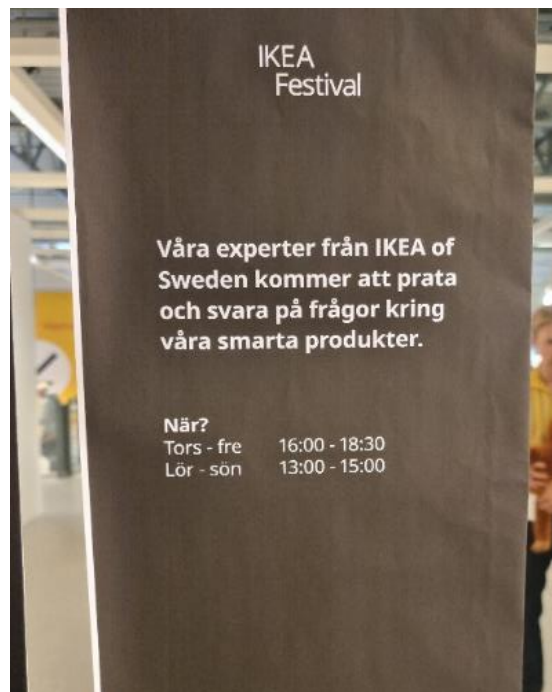 IKEA
Festival
Våra experter från IKEA of
Sweden kommer att prata
och svara på frågor kring
våra smarta produkter.
När?
Tors - fre 16:00 - 18:30
Lör - sön 13:00 - 15:00